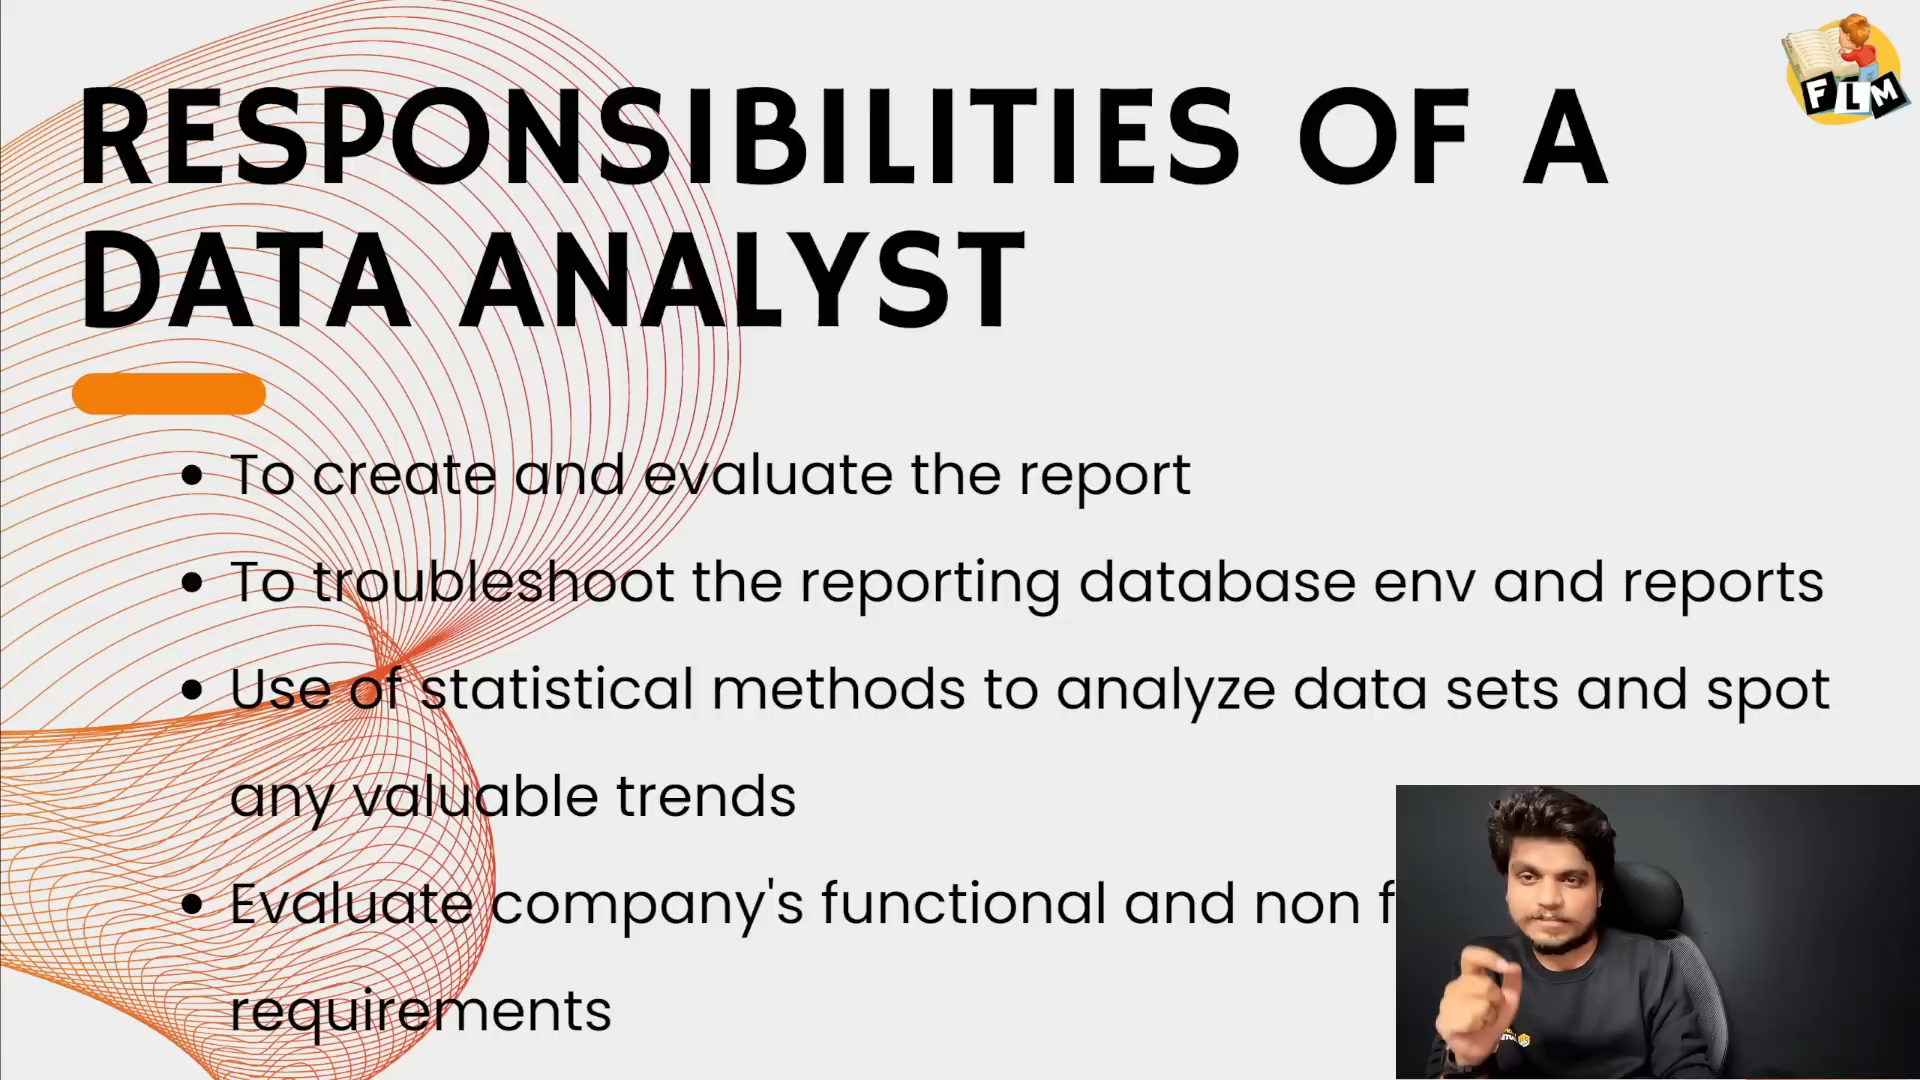 FLM
RESPONSIBILITIES OF A
DATA ANALYST
• To create and evaluate the report
• To troubleshoot the reporting database env and reports
• Use of statistical methods to analyze data sets and spot
any valuable trends
• Evaluate company's functional and non f
requirements